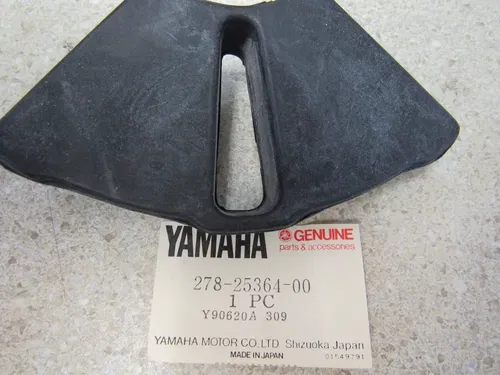 YAMAHA GENUINE
parts & accessories
278-25364-00
1 PC
Y90620A 309
YAMAHA MOTOR CO.,LTD Shizuoka Japan
MADE IN JAPAN 01549791